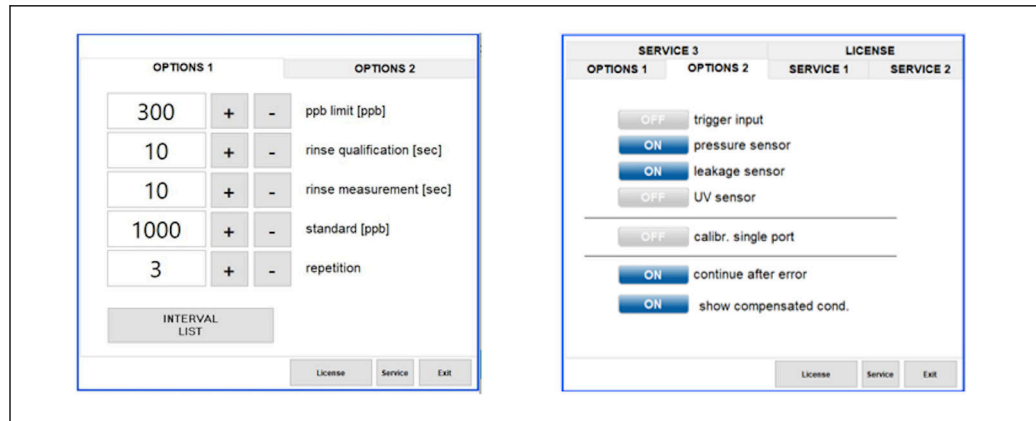 OPTIONS 1 OPTIONS 2
300 + - ppb limit [ppb]
10 + - rinse qualification [sec]
10 + - rinse measurement [sec]
1000 + - standard [ppb]
3 + - repetition
INTERVAL
LIST
License Service Exit
SERVICE 3 LICENSE
OPTIONS 1 OPTIONS 2 SERVICE 1 SERVICE 2
OFF trigger input
ON pressure sensor
ON leakage sensor
OFF UV sensor
OFF calibr. single port
ON continue after error
ON show compensated cond.
License Service Exit